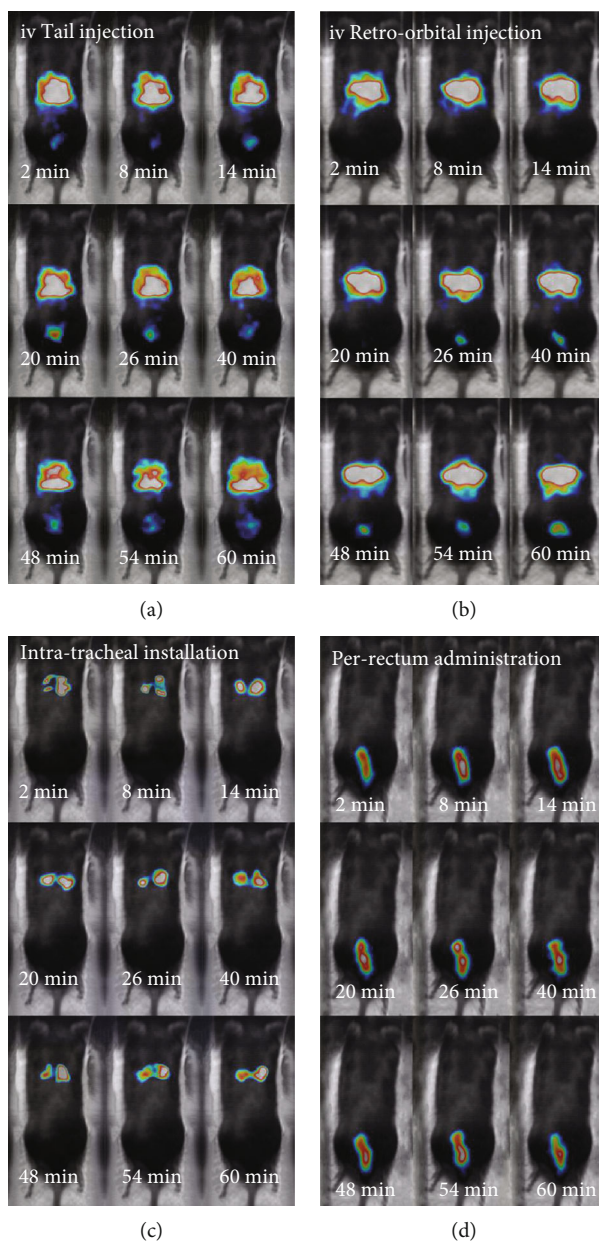 iv Tail injection
2 min 8 min 14 min
20 min 26 min 40 min
48 min 54 min 60 min
(a)
iv Retro-orbital injection
2 min 8 min 14 min
20 min 26 min 40 min
48 min 54 min 60 min
(b)
Intra-tracheal installation
2 min 8 min 14 min
20 min 26 min 40 min
48 min 54 min 60 min
(c)
Per-rectum administration
2 min 8 min 14 min
20 min 26 min 40 min
48 min 54 min 60 min
(d)